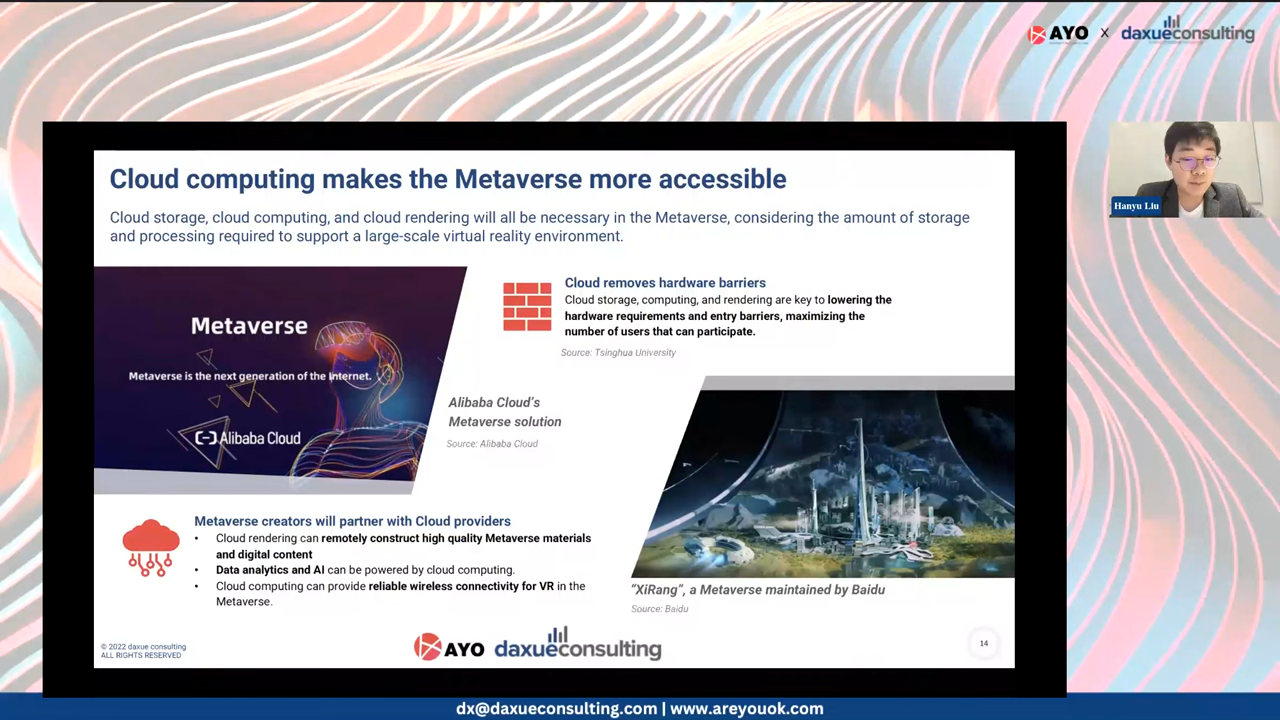 AYO X daxueconsulting
Hanyu Liu
Cloud computing makes the Metaverse more accessible
Cloud storage, cloud computing, and cloud rendering will all be necessary in the Metaverse, considering the amount of storage
and processing required to support a large-scale virtual reality environment.
Metaverse
Metaverse is the next generation of the Internet.
Alibaba Cloud
Cloud removes hardware barriers
Cloud storage, computing, and rendering are key to lowering the
hardware requirements and entry barriers, maximizing the
number of users that can participate.
Source: Tsinghua University
Alibaba Cloud's
Metaverse solution
Source: Alibaba Cloud
Metaverse creators will partner with Cloud providers
• Cloud rendering can remotely construct high quality Metaverse materials
and digital content
• Data analytics and AI can be powered by cloud computing.
• Cloud computing can provide reliable wireless connectivity for VR in the
Metaverse.
"XiRang", a Metaverse maintained by Baidu
Source: Baidu
© 2022 daxue consulting
ALL RIGHTS RESERVED
AYO daxueconsulting
14
dx@daxueconsulting.com | www.areyouok.com